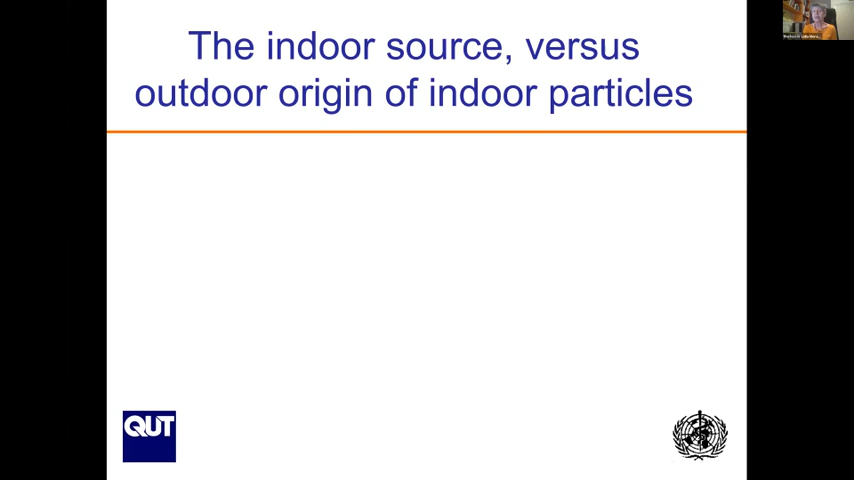 The indoor source, versus
outdoor origin of indoor particles
QUT